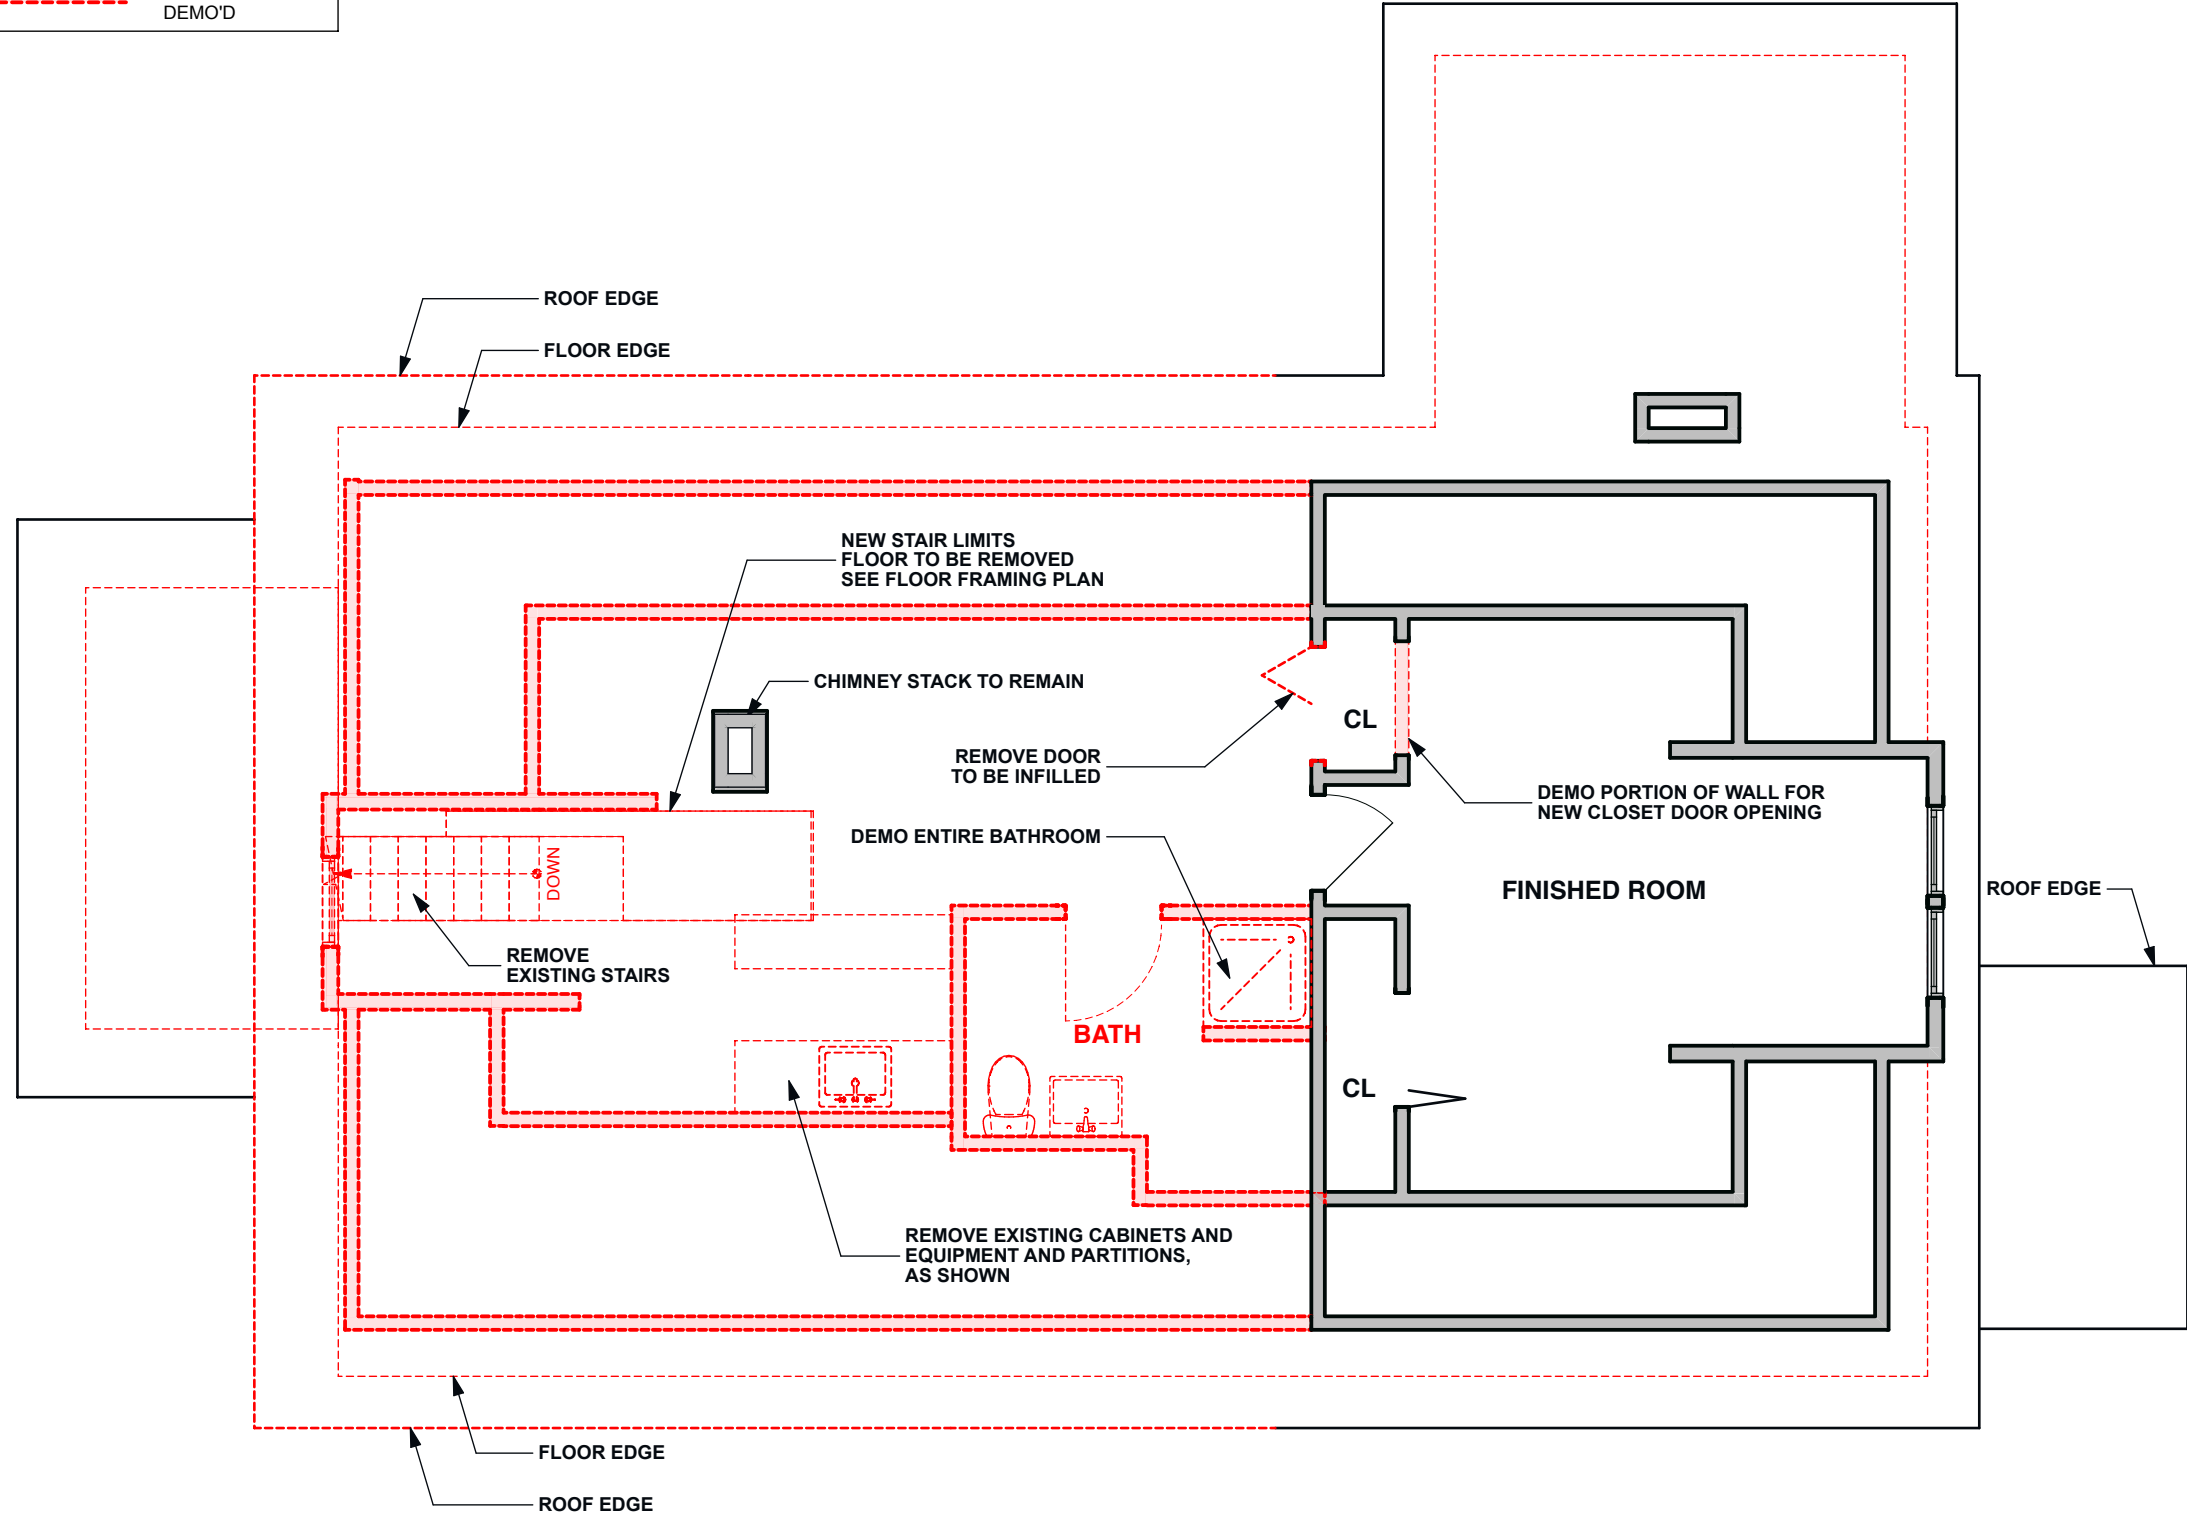 DEMO'D
ROOF EDGE
FLOOR EDGE
NEW STAIR LIMITS
FLOOR TO BE REMOVED
SEE FLOOR FRAMING PLAN
CHIMNEY STACK TO REMAIN
CL
REMOVE DOOR
TO BE INFILLED
DEMO PORTION OF WALL FOR
NEW CLOSET DOOR OPENING
DEMO ENTIRE BATHROOM
DOWN
FINISHED ROOM
ROOF EDGE
REMOVE
EXISTING STAIRS
BATH
CL
REMOVE EXISTING CABINETS AND
EQUIPMENT AND PARTITIONS,
AS SHOWN
FLOOR EDGE
ROOF EDGE